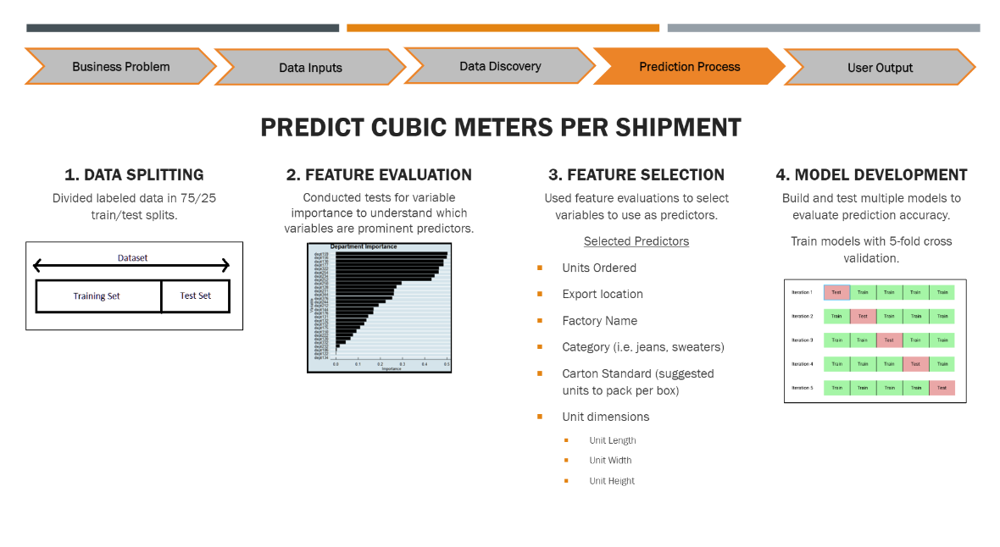 Business Problem
Data Inputs
Data Discovery
Prediction Process
User Output
PREDICT CUBIC METERS PER SHIPMENT
1. DATA SPLITTING
Divided labeled data in 75/25
train/test splits.
Dataset
Training Set
Test Set
2. FEATURE EVALUATION
Conducted tests for variable
importance to understand which
variables are prominent predictors.
Department Importance
Variable
0.0 0.1 0.2 0.3 0.4 0.5
Importance
3. FEATURE SELECTION
Used feature evaluations to select
variables to use as predictors.
Selected Predictors
Units Ordered
Export location
Factory Name
Category (i.e. jeans, sweaters)
Carton Standard (suggested
units to pack per box)
Unit dimensions
Unit Length
Unit Width
Unit Height
4. MODEL DEVELOPMENT
Build and test multiple models to
evaluate prediction accuracy.
Train models with 5-fold cross
validation.
Iteration 1 Test Train Train Train Train
Iteration 2 Train Test Train Train Train
Iteration 3 Train Train Test Train Train
Iteration 4 Train Train Train Test Train
Iteration 5 Train Train Train Train Test